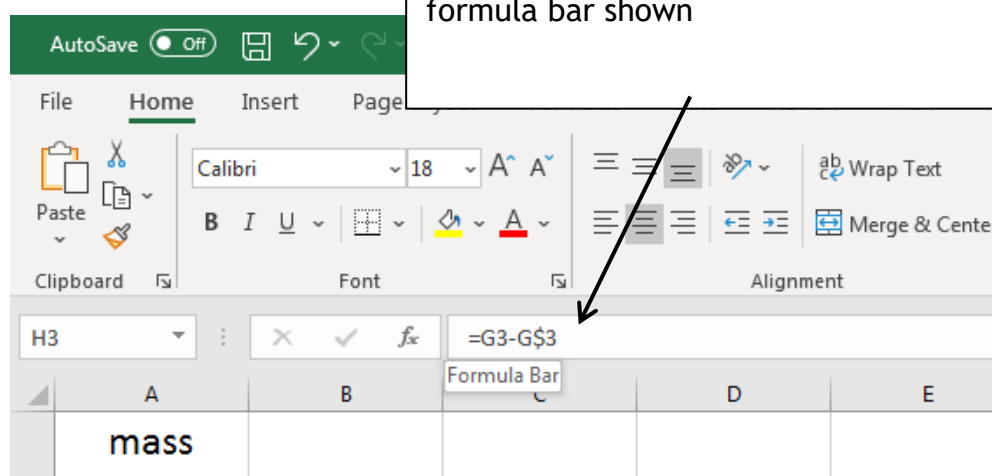 formula bar shown
AutoSave Off
File Home Insert Page
Calibri 18 A A ab Wrap Text
Paste B I U A Merge & Cente
Clipboard Font Alignment
H3 fx =G3-G$3
Formula Bar
A B D E
mass